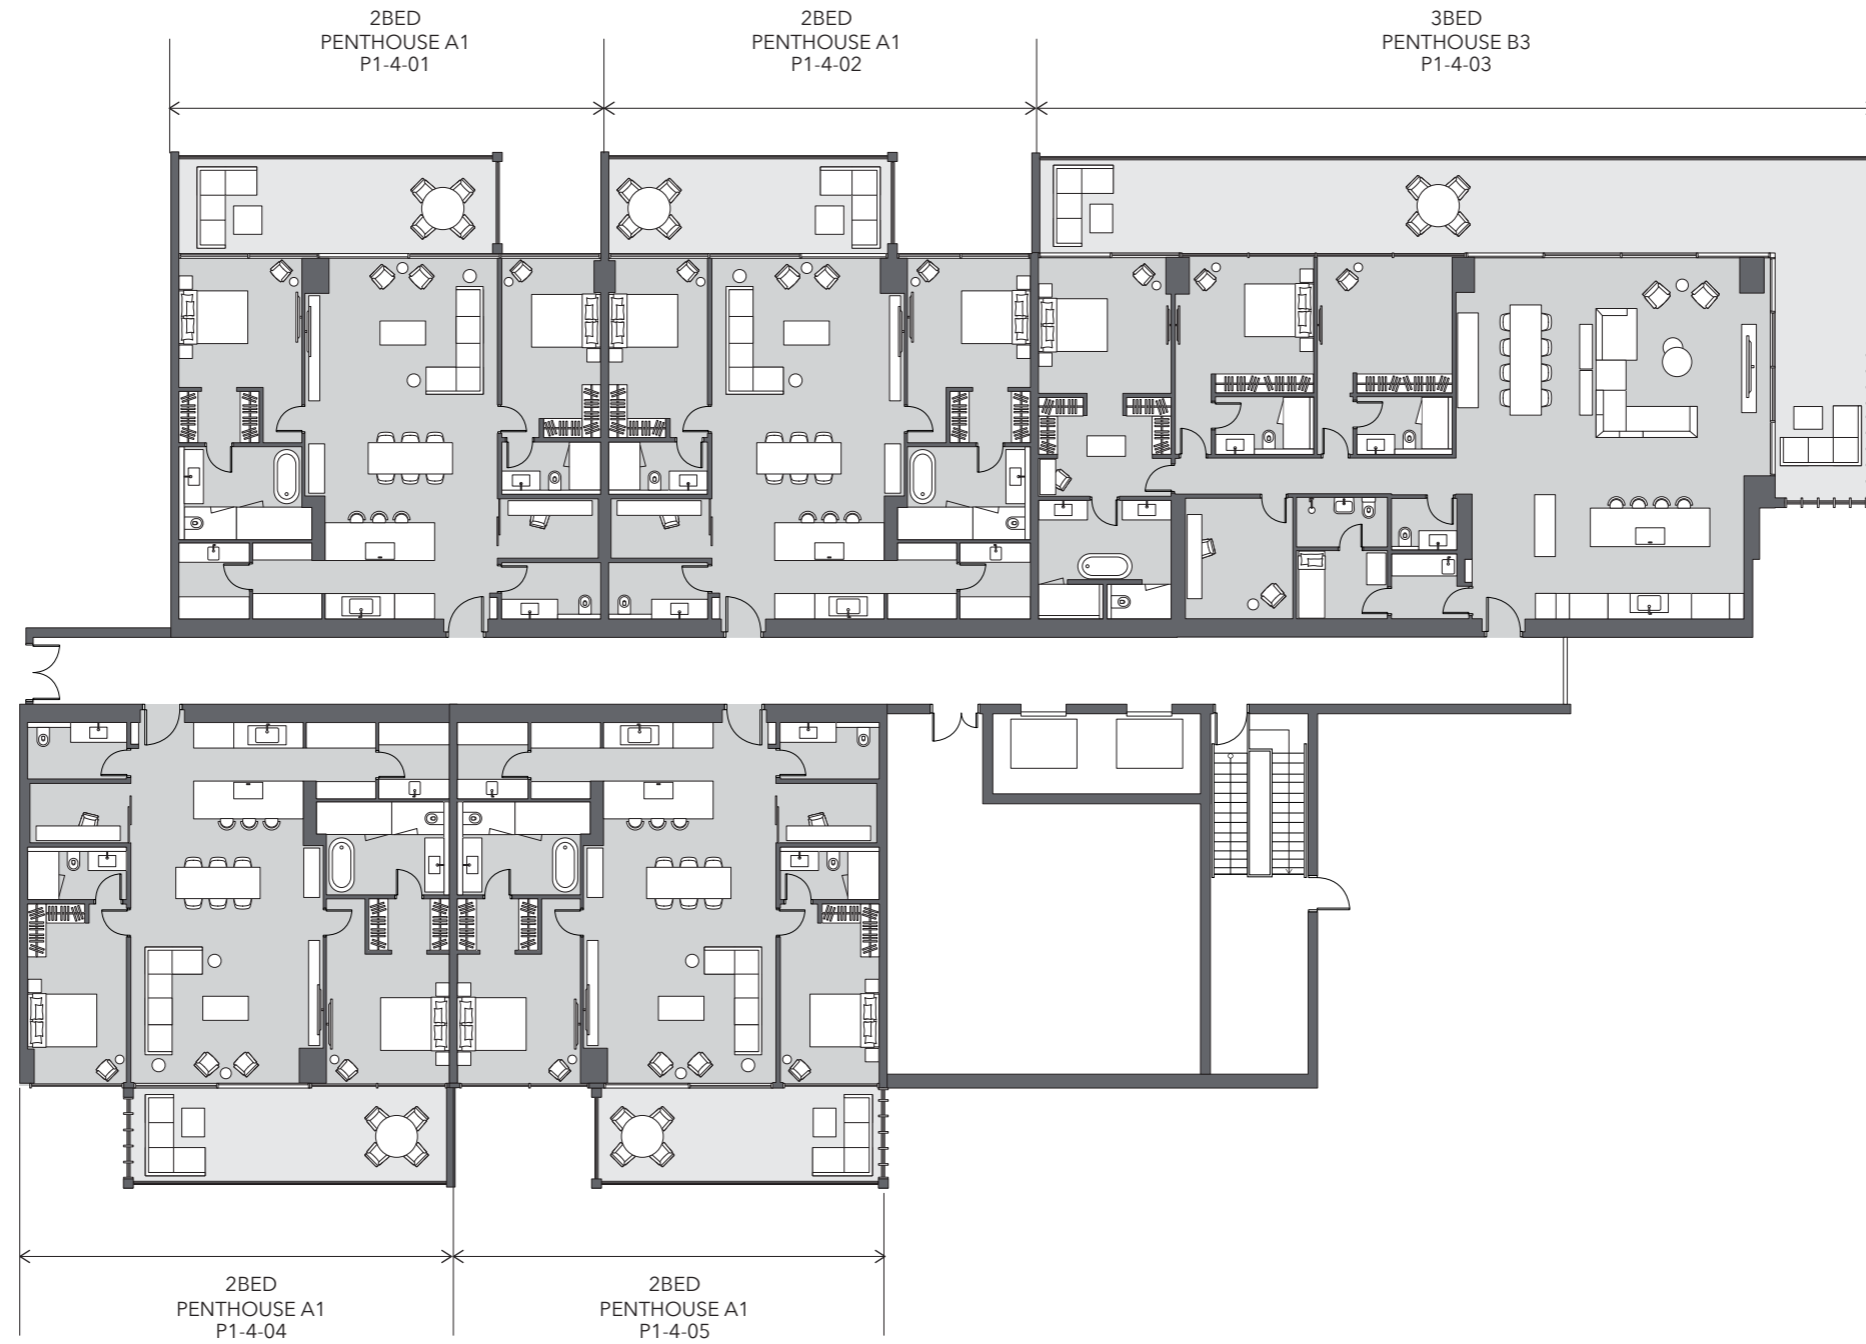 2BED
PENTHOUSE A1
P1-4-01
2BED
PENTHOUSE A1
P1-4-02
3BED
PENTHOUSE B3
P1-4-03
2BED
PENTHOUSE A1
P1-4-04
2BED
PENTHOUSE A1
P1-4-05